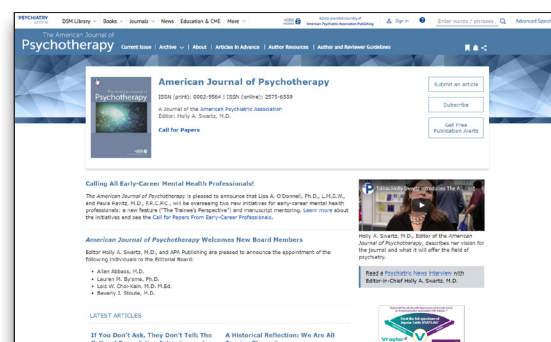 PSYCHIATRY online
DSM Library Books Journals News Education & CME More
Access provided courtesy of
American Psychiatric Association Publishing
Sign in
Enter words / phrases
Advanced Search
The American Journal of
Psychotherapy
Current Issue | Archive | About | Articles in Advance | Author Resources | Author and Reviewer Guidelines
The American Journal of
Psychotherapy
American Journal of Psychotherapy
ISSN (print): 0002-9564 | ISSN (online): 2575-6559
A Journal of the American Psychiatric Association
Editor: Holly A. Swartz, M.D.
Call for Papers
Submit an article
Subscribe
Get Free
Publication Alerts
Calling All Early-Career Mental Health Professionals!
The American Journal of Psychotherapy is pleased to announce that Lisa A. O'Donnell, Ph.D., L.M.S.W.,
and Paula Ravitz, M.D., F.R.C.P.C., will be overseeing two new initiatives for early-career mental health
professionals: a new feature ("The Trainee's Perspective") and manuscript mentoring. Learn more about
the initiatives and see the Call for Papers From Early-Career Professionals.
American Journal of Psychotherapy Welcomes New Board Members
Editor Holly A. Swartz, M.D., and APA Publishing are pleased to announce the appointment of the
following individuals to the Editorial Board:
• Allan Abbass, M.D.
• Lauren M. Bylsma, Ph.D.
• Lois W. Choi-Kain, M.D. M.Ed.
• Beverly J. Stoute, M.D.
Editor Holly Swartz Introduces The A...
Holly A. Swartz, M.D., Editor of the American
Journal of Psychotherapy, describes her vision for
the journal and what it will offer the field of
psychiatry.
Read a Psychiatric News interview with
Editor-in-Chief Holly A. Swartz, M.D.
LATEST ARTICLES
If You Don't Ask, They Don't Tell: The
A Historical Reflection: We Are All
Vraylar